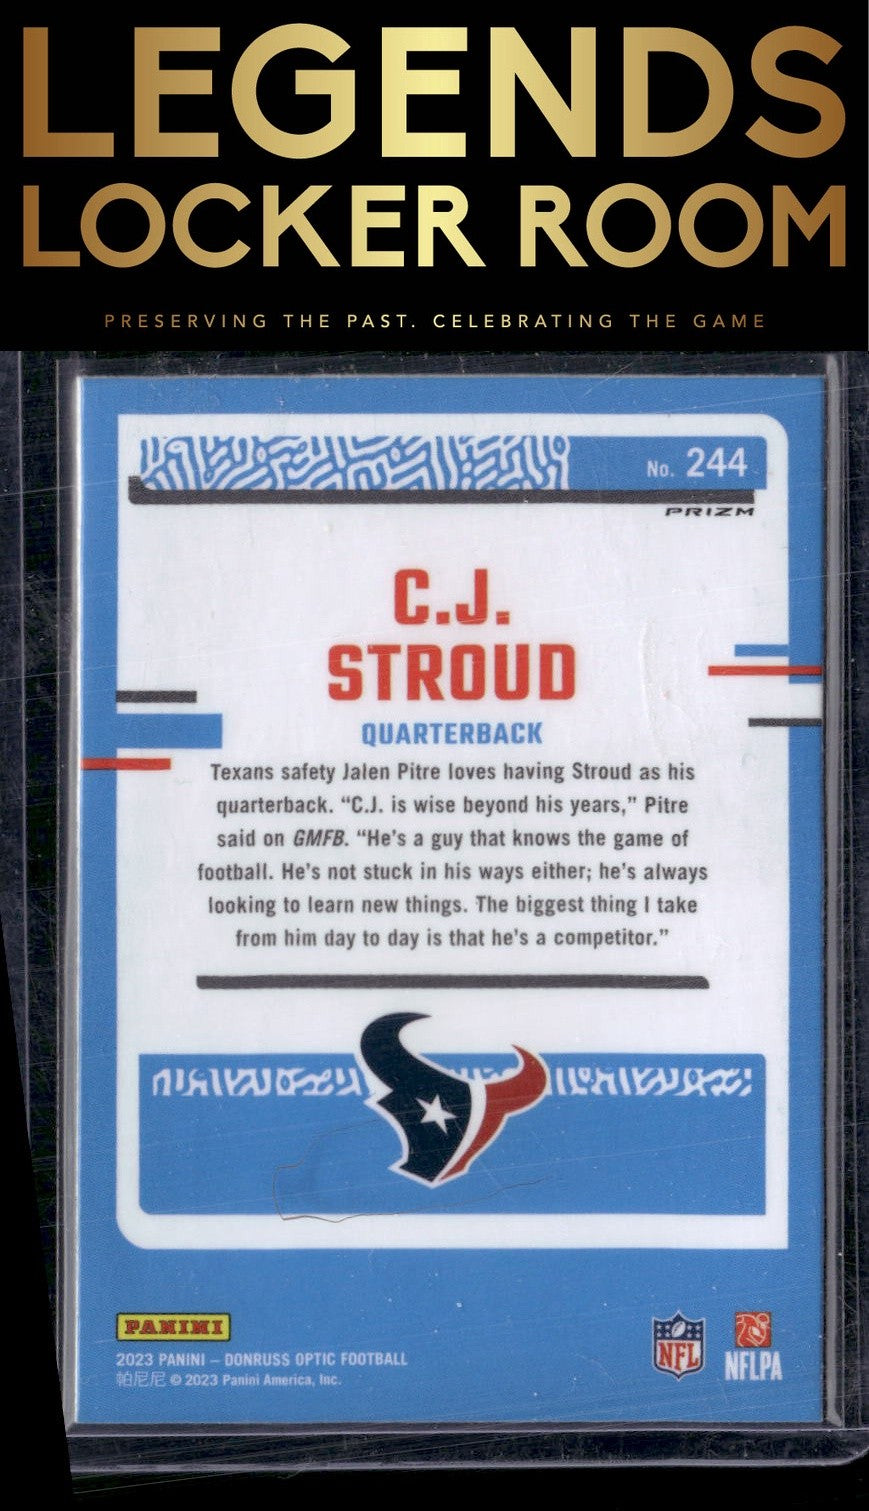 LEGENDS
LOCKER ROOM
PRESERVING THE PAST. CELEBRATING THE GAME
No. 244
PRIZM
C.J.
STROUD
QUARTERBACK
Texans safety Jalen Pitre loves having Stroud as his
quarterback. “C.J. is wise beyond his years,” Pitre
said on GMFB. “He’s a guy that knows the game of
football. He’s not stuck in his ways either; he’s always
looking to learn new things. The biggest thing I take
from him day to day is that he’s a competitor.”
PANINI
2023 PANINI – DONRUSS OPTIC FOOTBALL
帕尼尼 © 2023 Panini America, Inc.
NFL
NFLPA